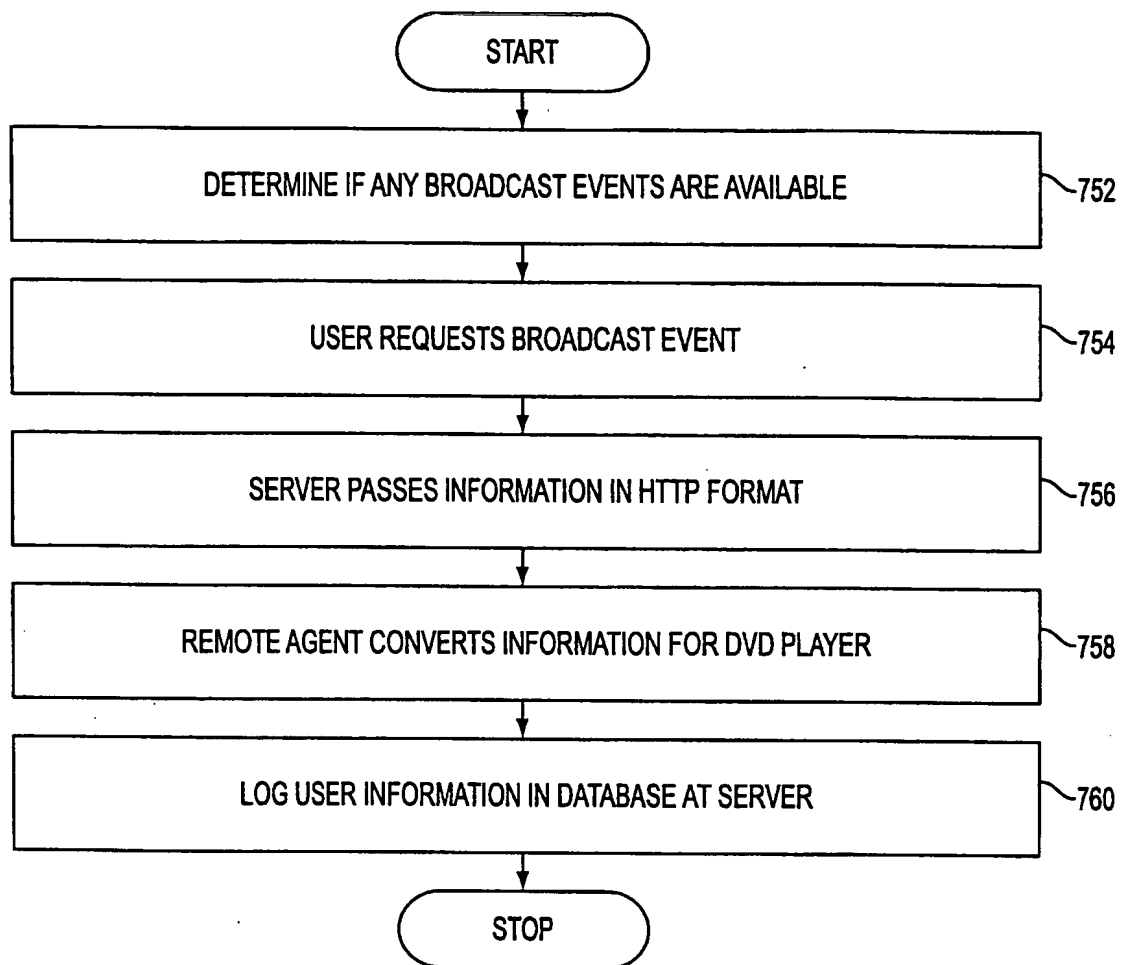 START
DETERMINE IF ANY BROADCAST EVENTS ARE AVAILABLE
752
USER REQUESTS BROADCAST EVENT
754
SERVER PASSES INFORMATION IN HTTP FORMAT
756
REMOTE AGENT CONVERTS INFORMATION FOR DVD PLAYER
758
LOG USER INFORMATION IN DATABASE AT SERVER
760
STOP